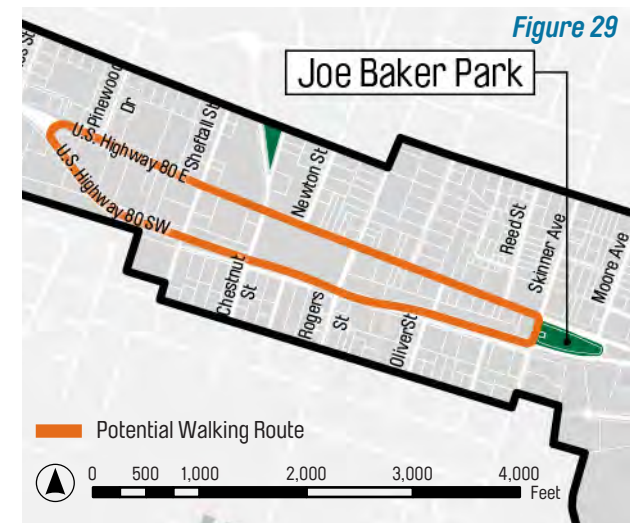 Figure 29
Joe Baker Park
Pinewood
Dr
Sheftall St
U.S. Highway 80 E
U.S. Highway 80 SW
Newton St
Reed St
Skinner Ave
Moore Ave
Chestnut
St
Rogers
St
OliverSt
Potential Walking Route
0 500 1,000 2,000 3,000 4,000
Feet